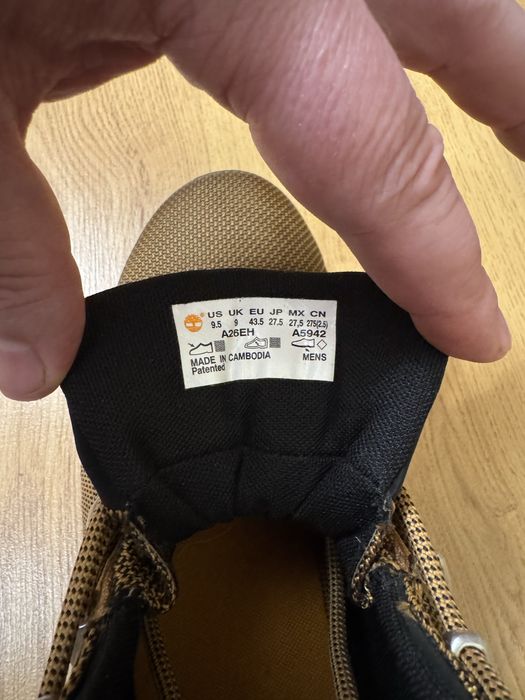 US UK EU JP MX CN
9.5 9 43.5 27.5 27,5 275(2.5)
A26EH A5942
MADE IN CAMBODIA MENS
Patented